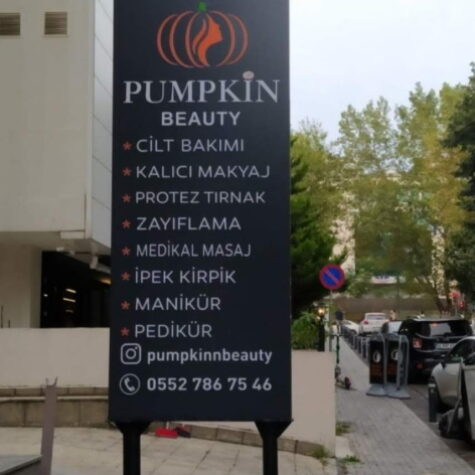 PUMPKİN
BEAUTY
* CİLT BAKIMI
* KALICI MAKYAJ
* PROTEZ TIRNAK
* ZAYIFLAMA
* MEDİKAL MASAJ
* İPEK KİRPİK
* MANİKÜR
* PEDİKÜR
pumpkinnbeauty
0552 786 75 46